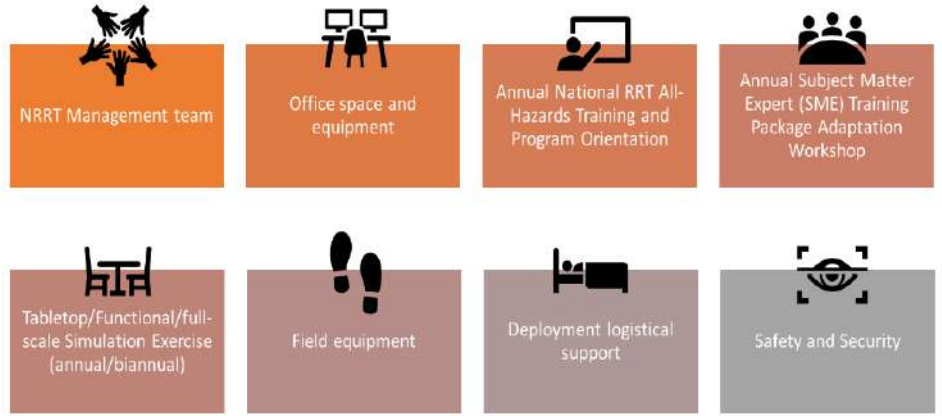 NRRT Management team
Office space and
equipment
Annual National RRT All-
Hazards Training and
Program Orientation
Annual Subject Matter
Expert (SME) Training
Package Adaptation
Workshop
Tabletop/Functional/full-
scale Simulation Exercise
(annual/biannual)
Field equipment
Deployment logistical
support
Safety and Security